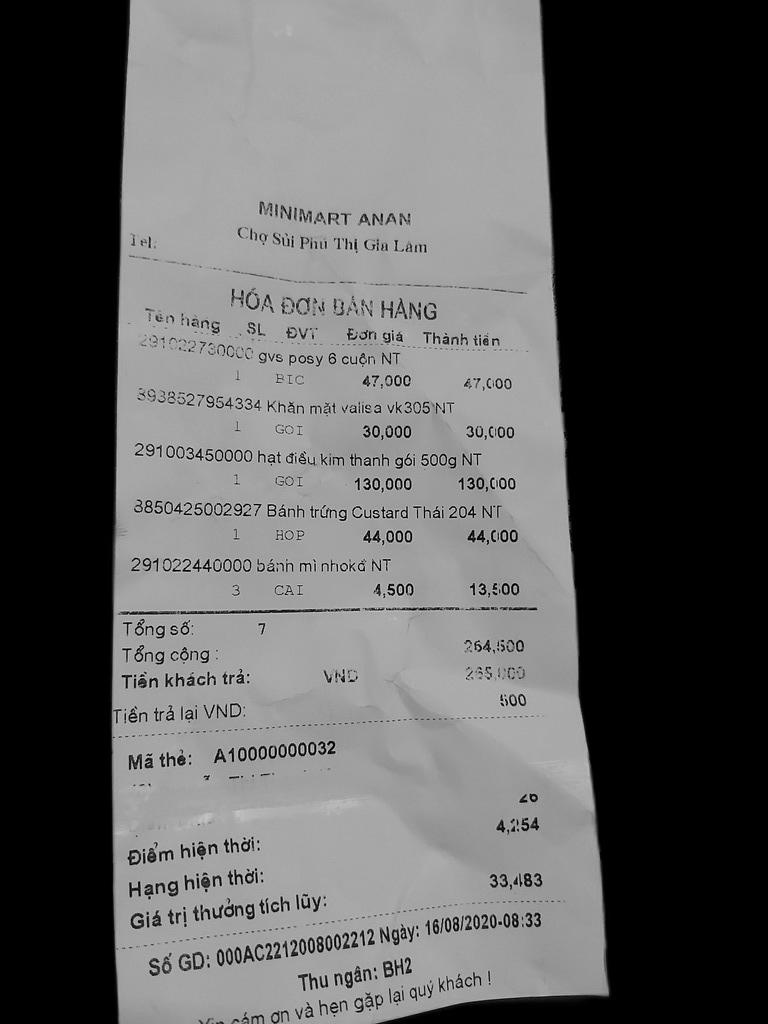 MINIMART ANAN
Chợ Sủi Phú Thị Gia Lâm
Tel:
HÓA ĐƠN BÁN HÀNG
Tên hàng SL ĐVT Đơn giá Thành tiền
291022730000 gvs posy 6 cuộn NT
1 BIC 47,000 47,000
3938527954334 Khăn mặt valisa vk305 NT
1 GOI 30,000 30,000
291003450000 hạt điều kim thanh gói 500g NT
1 GOI 130,000 130,000
8850425002927 Bánh trứng Custard Thái 204 NT
1 HOP 44,000 44,000
291022440000 bánh mì nhokd NT
3 CAI 4,500 13,500
Tổng số: 7
Tổng cộng : 264,500
Tiền khách trả: VND 265,000
Tiền trả lại VND: 500
Mã thẻ: A10000000032
26
Điểm hiện thời: 4,254
Hạng hiện thời:
Giá trị thưởng tích lũy: 33,483
Số GD: 000AC2212008002212 Ngày: 16/08/2020-08:33
Thu ngân: BH2
Xin cám ơn và hẹn gặp lại quý khách !